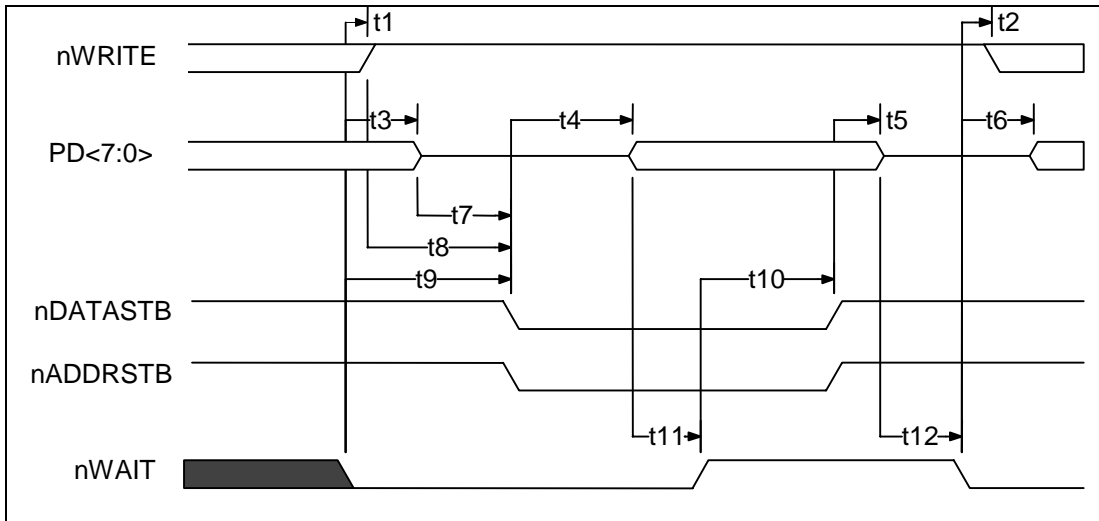 t1 t2
nWRITE
t3 t4 t5 t6
PD<7:0>
t7
t8
t9 t10
nDATASTB
nADDRSTB
t11 t12
nWAIT